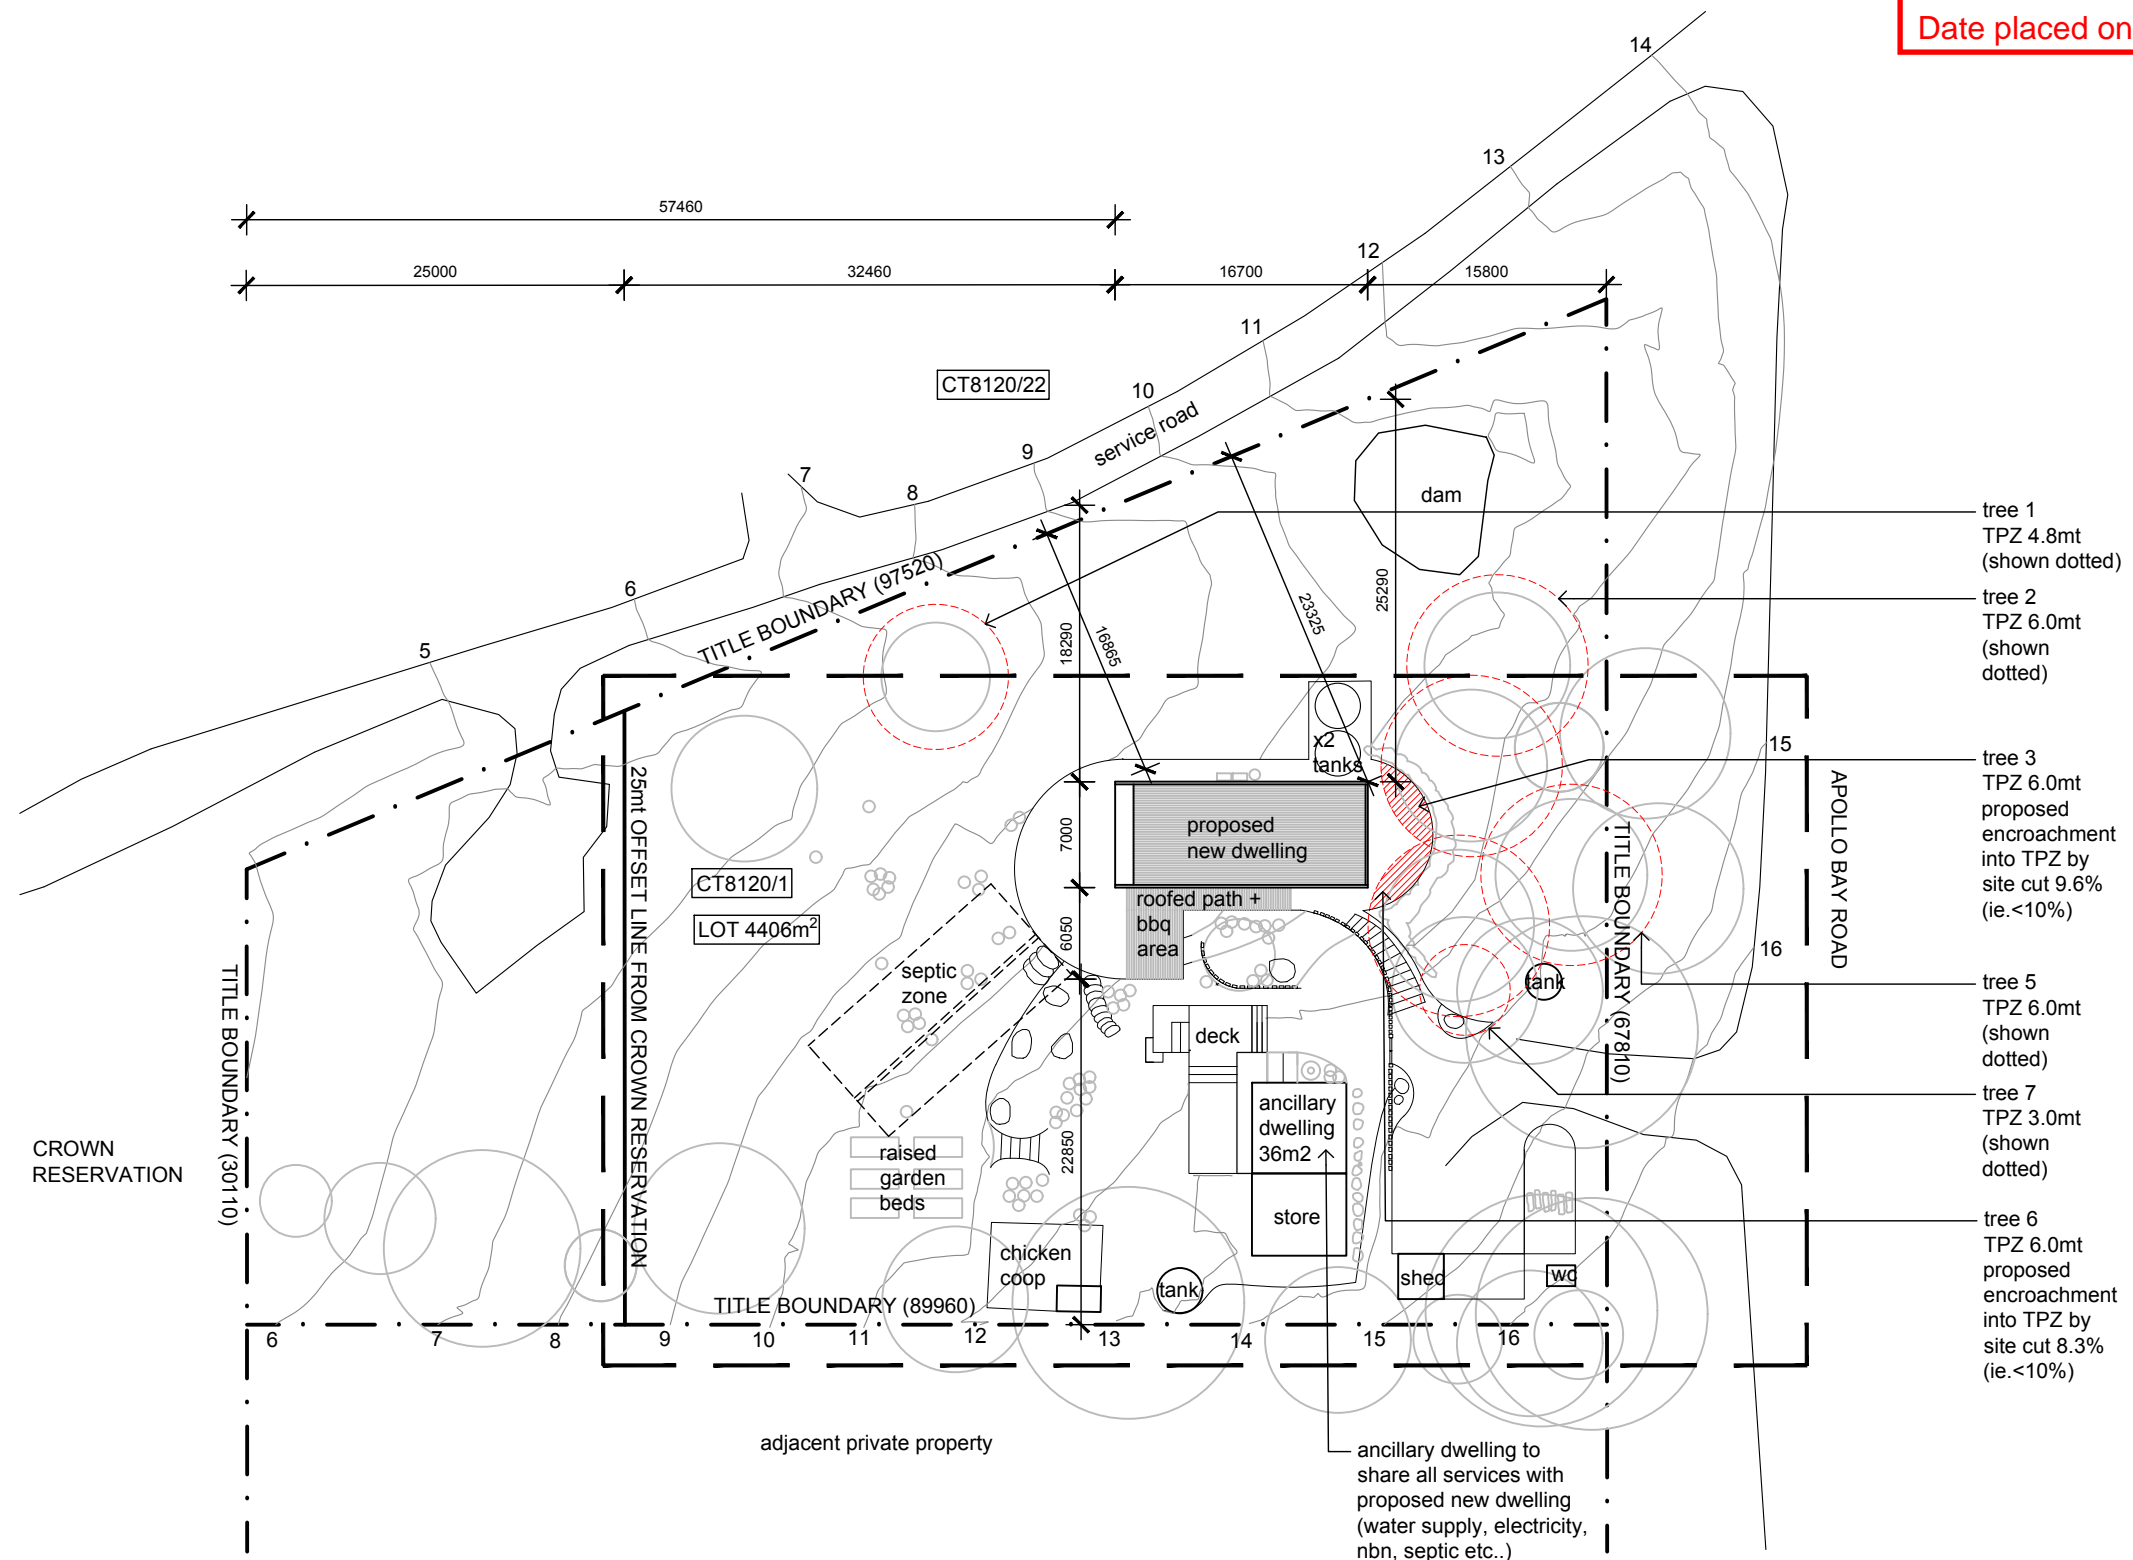 Date placed on
14
13
12
11
10
9
8
7
6
5
57460
25000
32460
16700
15800
CT8120/22
service road
TITLE BOUNDARY (97520)
dam
18290
16865
23325
25290
tree 1
TPZ 4.8mt
(shown dotted)
tree 2
TPZ 6.0mt
(shown
dotted)
tree 3
TPZ 6.0mt
proposed
encroachment
into TPZ by
site cut 9.6%
(ie.<10%)
tree 5
TPZ 6.0mt
(shown
dotted)
tree 7
TPZ 3.0mt
(shown
dotted)
tree 6
TPZ 6.0mt
proposed
encroachment
into TPZ by
site cut 8.3%
(ie.<10%)
x2
tanks
15
16
APOLLO BAY ROAD
TITLE BOUNDARY (67810)
7000
proposed
new dwelling
CT8120/1
LOT 4406m²
25mt OFFSET LINE FROM CROWN RESERVATION
roofed path +
bbq
area
6050
septic
zone
tank
deck
TITLE BOUNDARY (30110)
CROWN
RESERVATION
ancillary
dwelling
36m2
22850
raised
garden
beds
store
chicken
coop
tank
shed
wc
TITLE BOUNDARY (89960)
6
7
8
9
10
11
12
13
14
15
16
adjacent private property
ancillary dwelling to
share all services with
proposed new dwelling
(water supply, electricity,
nbn, septic etc..)